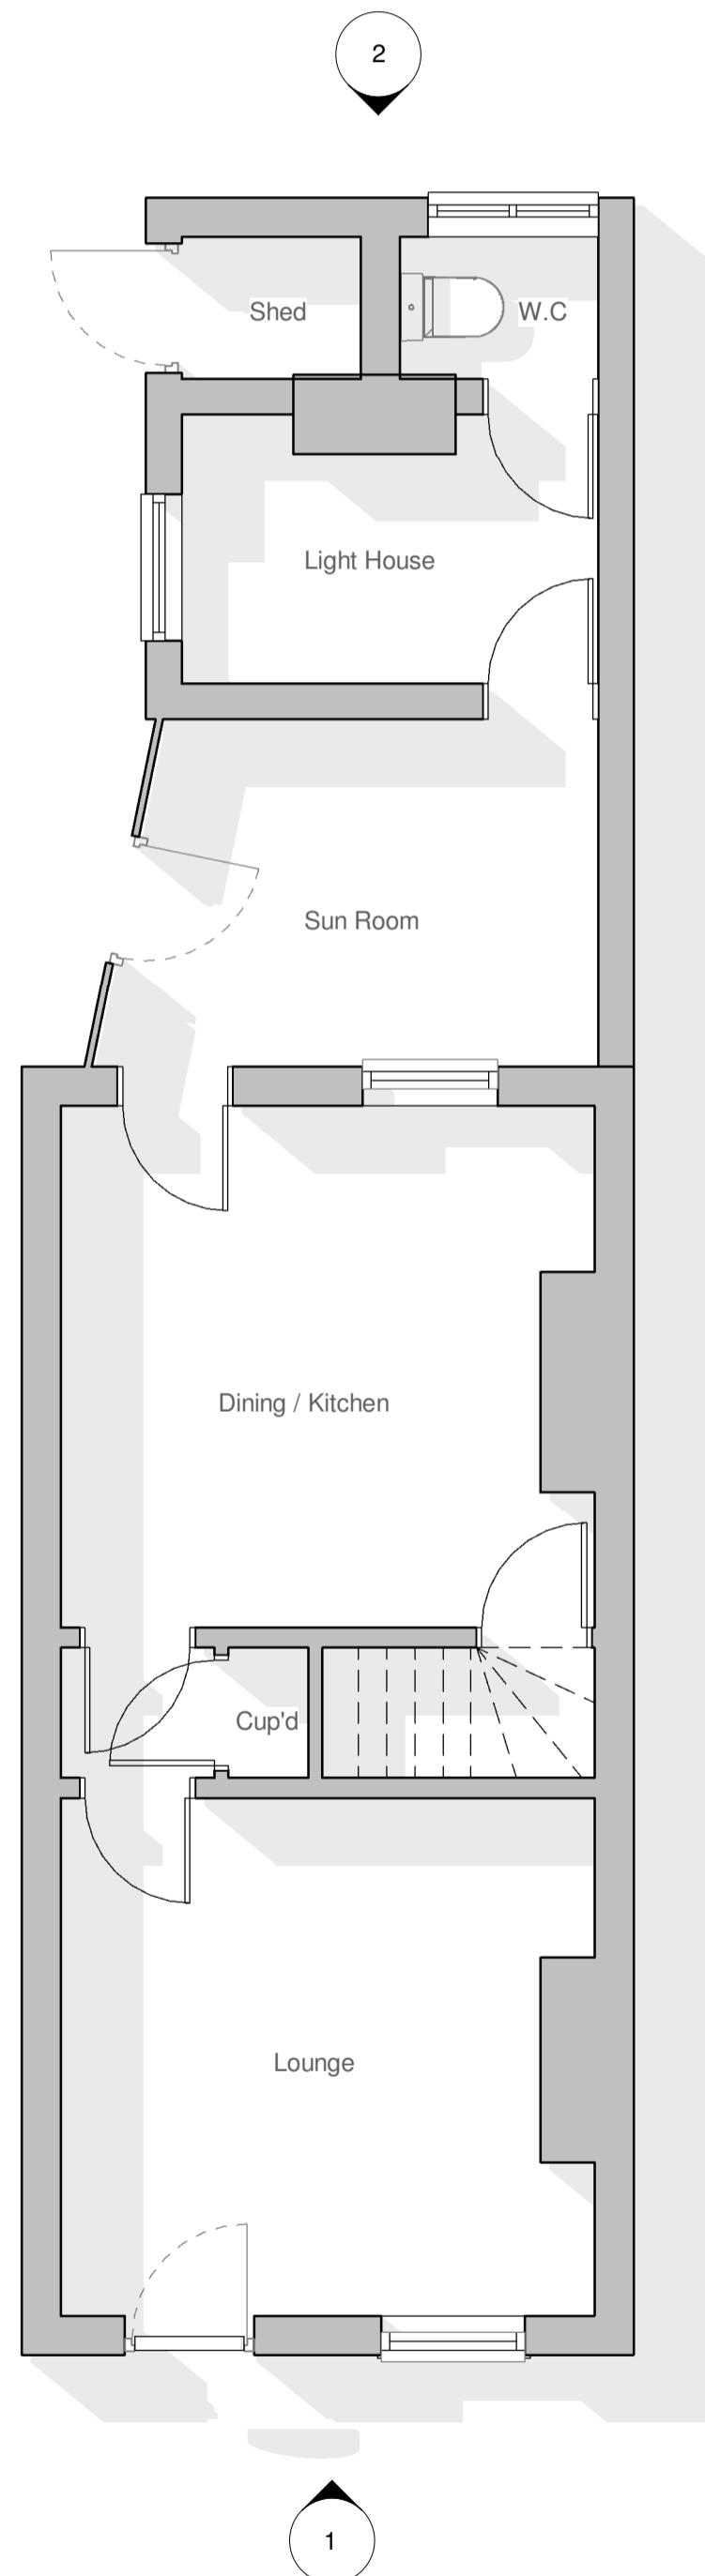 2
Shed
W.C
Light House
Sun Room
Dining / Kitchen
Cup'd
Lounge
1